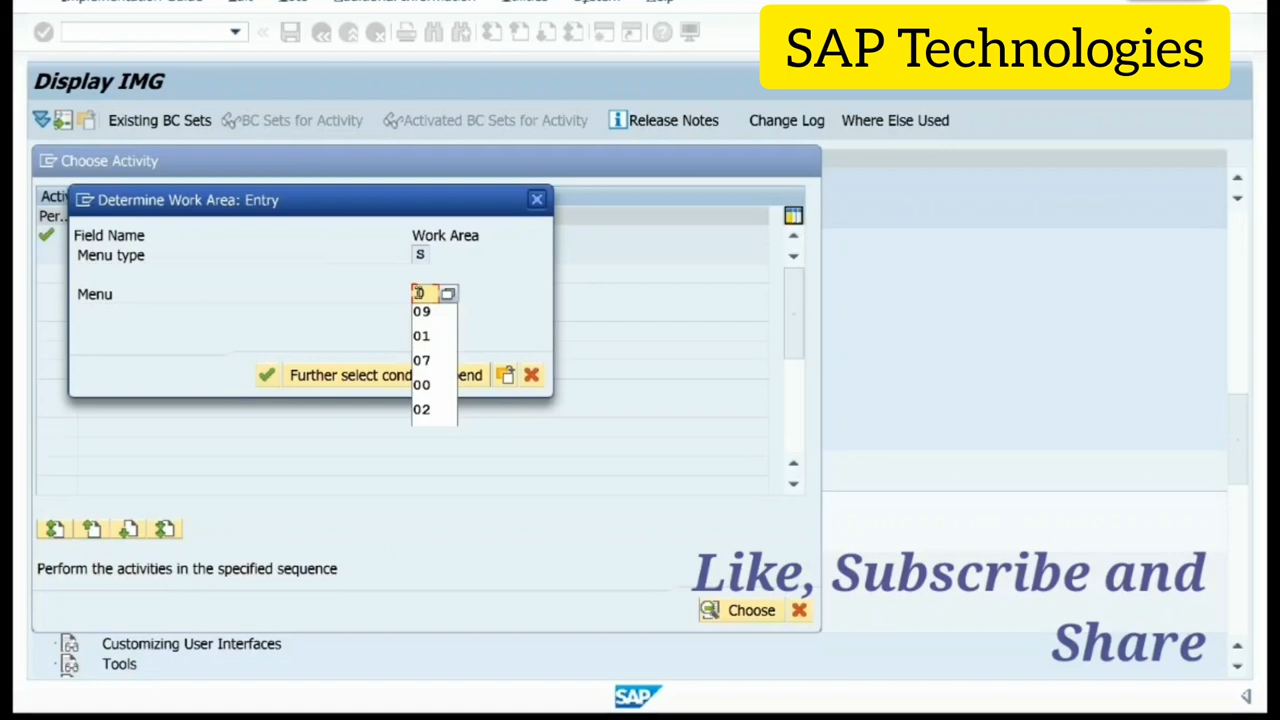 SAP Technologies
Display IMG
Existing BC Sets
BC Sets for Activity
Activated BC Sets for Activity
Release Notes
Change Log
Where Else Used
Choose Activity
Determine Work Area: Entry
Per..
Field Name
Work Area
Menu type
S
Menu
09
01
07
00
02
Further select cond
end
Perform the activities in the specified sequence
Like, Subscribe and
Share
Choose
Customizing User Interfaces
Tools
SAP